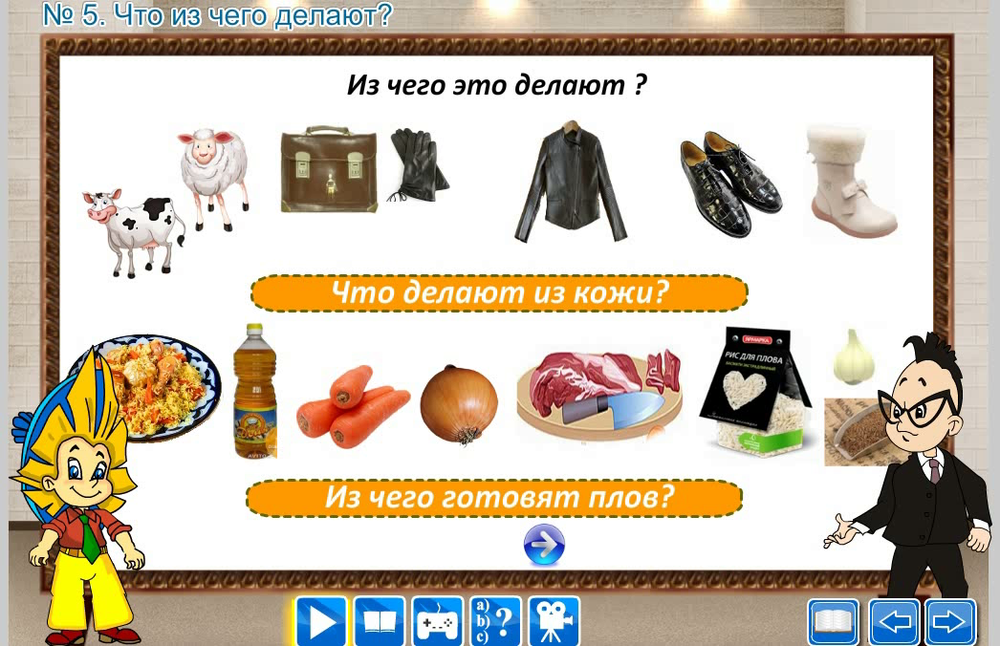 № 5. Что из чего делают?
Из чего это делают ?
Что делают из кожи?
ЯРМАРКА
РИС ДЛЯ ПЛОВА
Из чего готовят плов?
a)
b) ?
c)